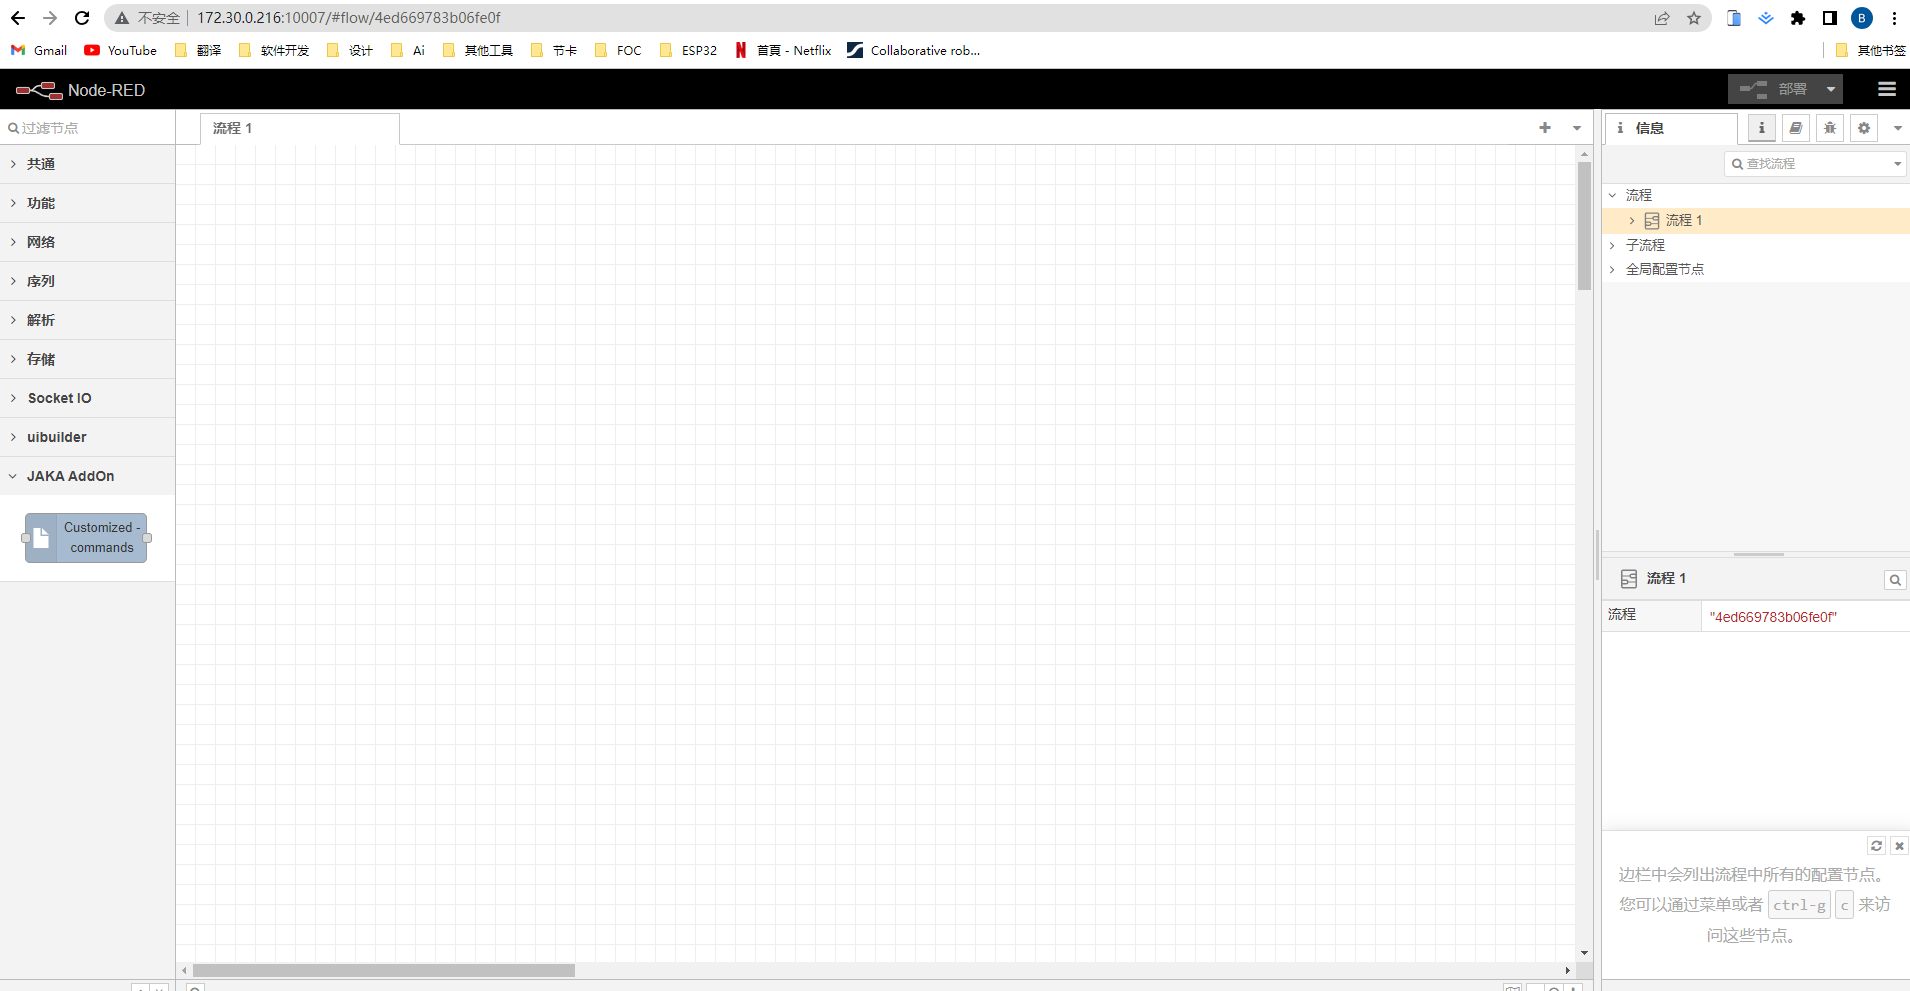 不安全 172.30.0.216:10007/#flow/4ed669783b06fe0f B
Gmail YouTube 翻译 软件开发 设计 Ai 其他工具 节卡 FOC ESP32 首頁 - Netflix Collaborative rob... 其他书签
Node-RED 部署
过滤节点
流程 1
信息
共通
查找流程
功能
流程
流程 1
网络
子流程
全局配置节点
序列
解析
存储
Socket IO
uibuilder
JAKA AddOn
Customized -
commands
流程 1
流程 "4ed669783b06fe0f"
边栏中会列出流程中所有的配置节点。
您可以通过菜单或者 ctrl-g c 来访
问这些节点。